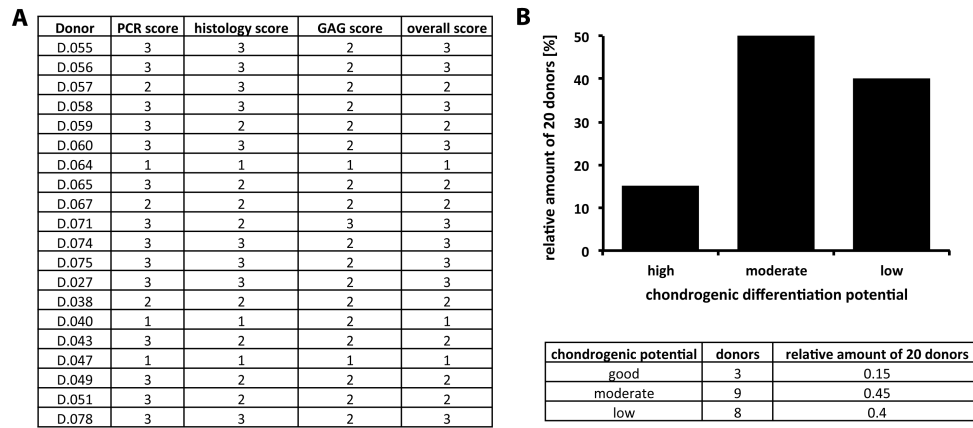 A
Donor PCR score histology score GAG score overall score
D.055 3 3 2 3
D.056 3 3 2 3
D.057 2 3 2 2
D.058 3 3 2 3
D.059 3 2 2 2
D.060 3 3 2 3
D.064 1 1 1 1
D.065 3 2 2 2
D.067 2 2 2 2
D.071 3 2 3 3
D.074 3 3 2 3
D.075 3 3 2 3
D.027 3 3 2 3
D.038 2 2 2 2
D.040 1 1 2 1
D.043 3 2 2 2
D.047 1 1 1 1
D.049 3 2 2 2
D.051 3 2 2 2
D.078 3 3 2 3
B
relative amount of 20 donors [%]
50
40
30
20
10
0
high moderate low
chondrogenic differentiation potential
chondrogenic potential donors relative amount of 20 donors
good 3 0.15
moderate 9 0.45
low 8 0.4